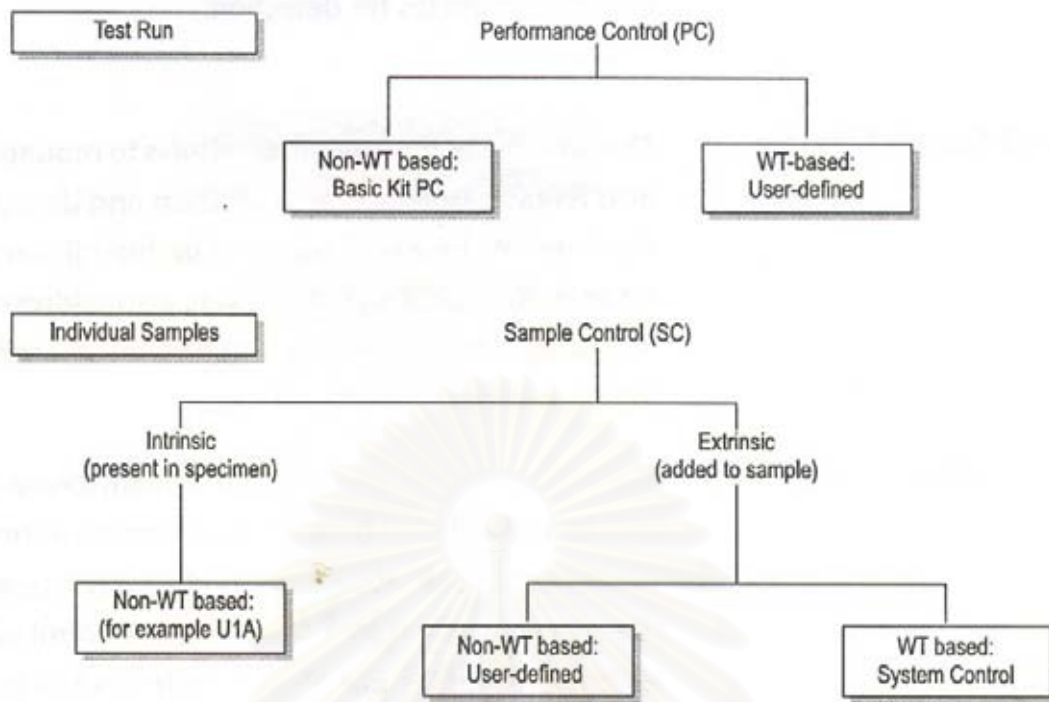 Test Run
Performance Control (PC)
Non-WT based:
Basic Kit PC
WT-based:
User-defined
Individual Samples
Sample Control (SC)
Intrinsic
(present in specimen)
Extrinsic
(added to sample)
Non-WT based:
(for example U1A)
Non-WT based:
User-defined
WT based:
System Control